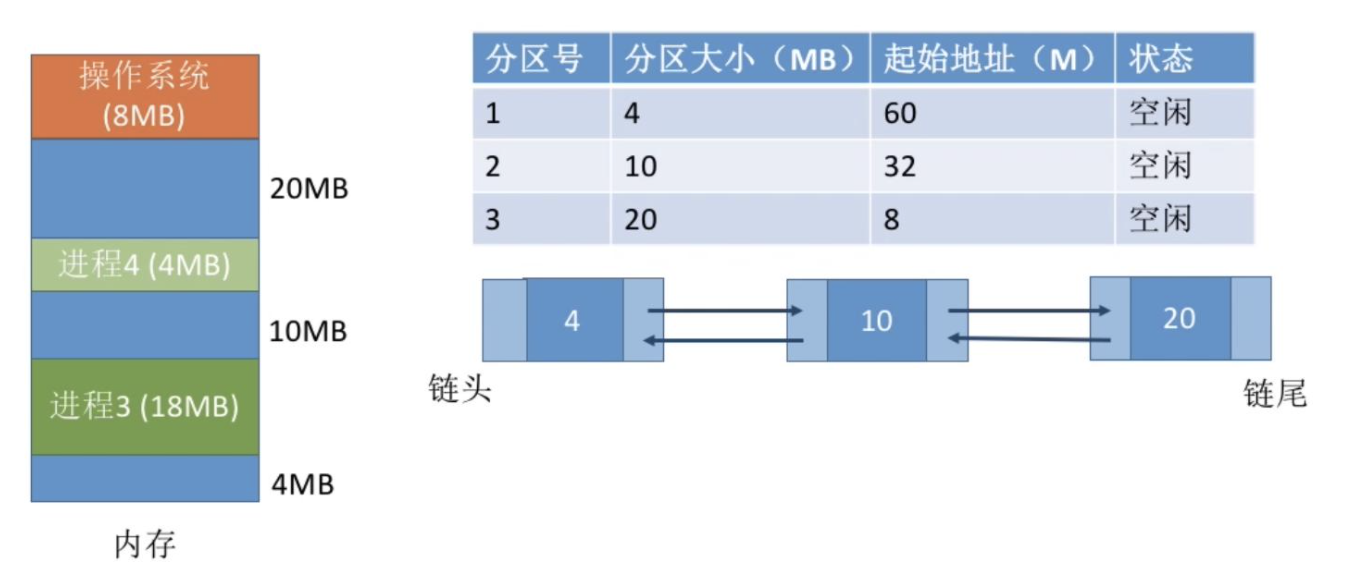 操作系统
(8MB)
20MB
进程4 (4MB)
10MB
进程3 (18MB)
4MB
内存
分区号 分区大小（MB） 起始地址（M） 状态
1 4 60 空闲
2 10 32 空闲
3 20 8 空闲
4 10 20
链头 链尾